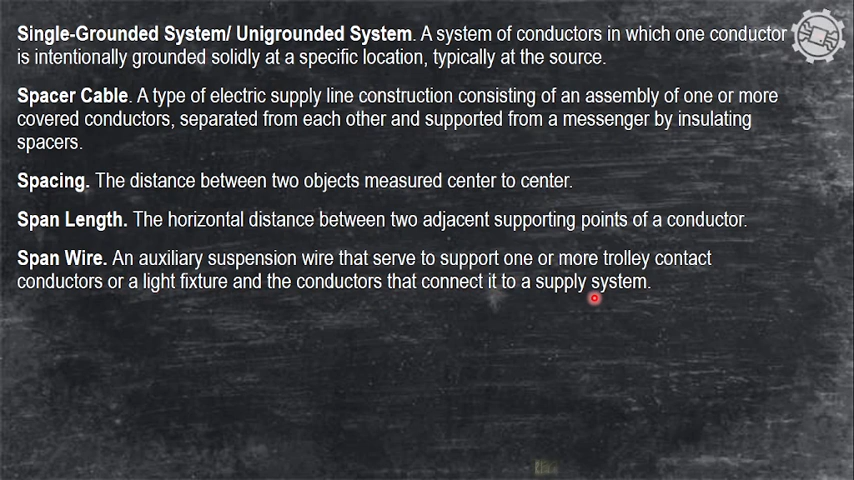 Single-Grounded System/ Unigrounded System. A system of conductors in which one conductor
is intentionally grounded solidly at a specific location, typically at the source.
Spacer Cable. A type of electric supply line construction consisting of an assembly of one or more
covered conductors, separated from each other and supported from a messenger by insulating
spacers.
Spacing. The distance between two objects measured center to center.
Span Length. The horizontal distance between two adjacent supporting points of a conductor.
Span Wire. An auxiliary suspension wire that serve to support one or more trolley contact
conductors or a light fixture and the conductors that connect it to a supply system.